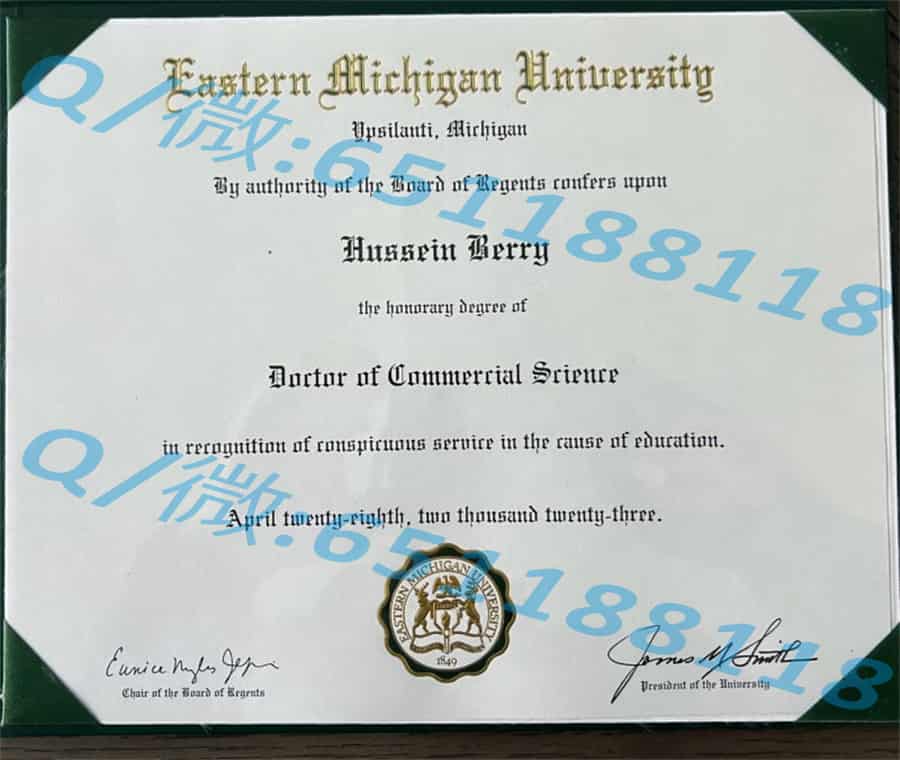 Eastern Michigan University
Ypsilanti, Michigan
By authority of the Board of Regents confers upon
Hussein Berry
the honorary degree of
Doctor of Commercial Science
in recognition of conspicuous service in the cause of education.
April twenty-eighth, two thousand twenty-three.
EASTERN MICHIGAN UNIVERSITY
1849
Chair of the Board of Regents
James M Smith
President of the University
Q/微:651188118
Q/微:651188118